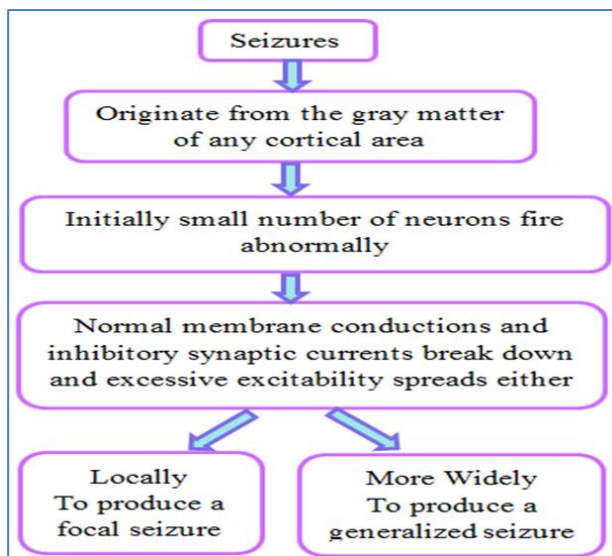 Seizures
Originate from the gray matter
of any cortical area
Initially small number of neurons fire
abnormally
Normal membrane conductions and
inhibitory synaptic currents break down
and excessive excitability spreads either
Locally
To produce a
focal seizure
More Widely
To produce a
generalized seizure